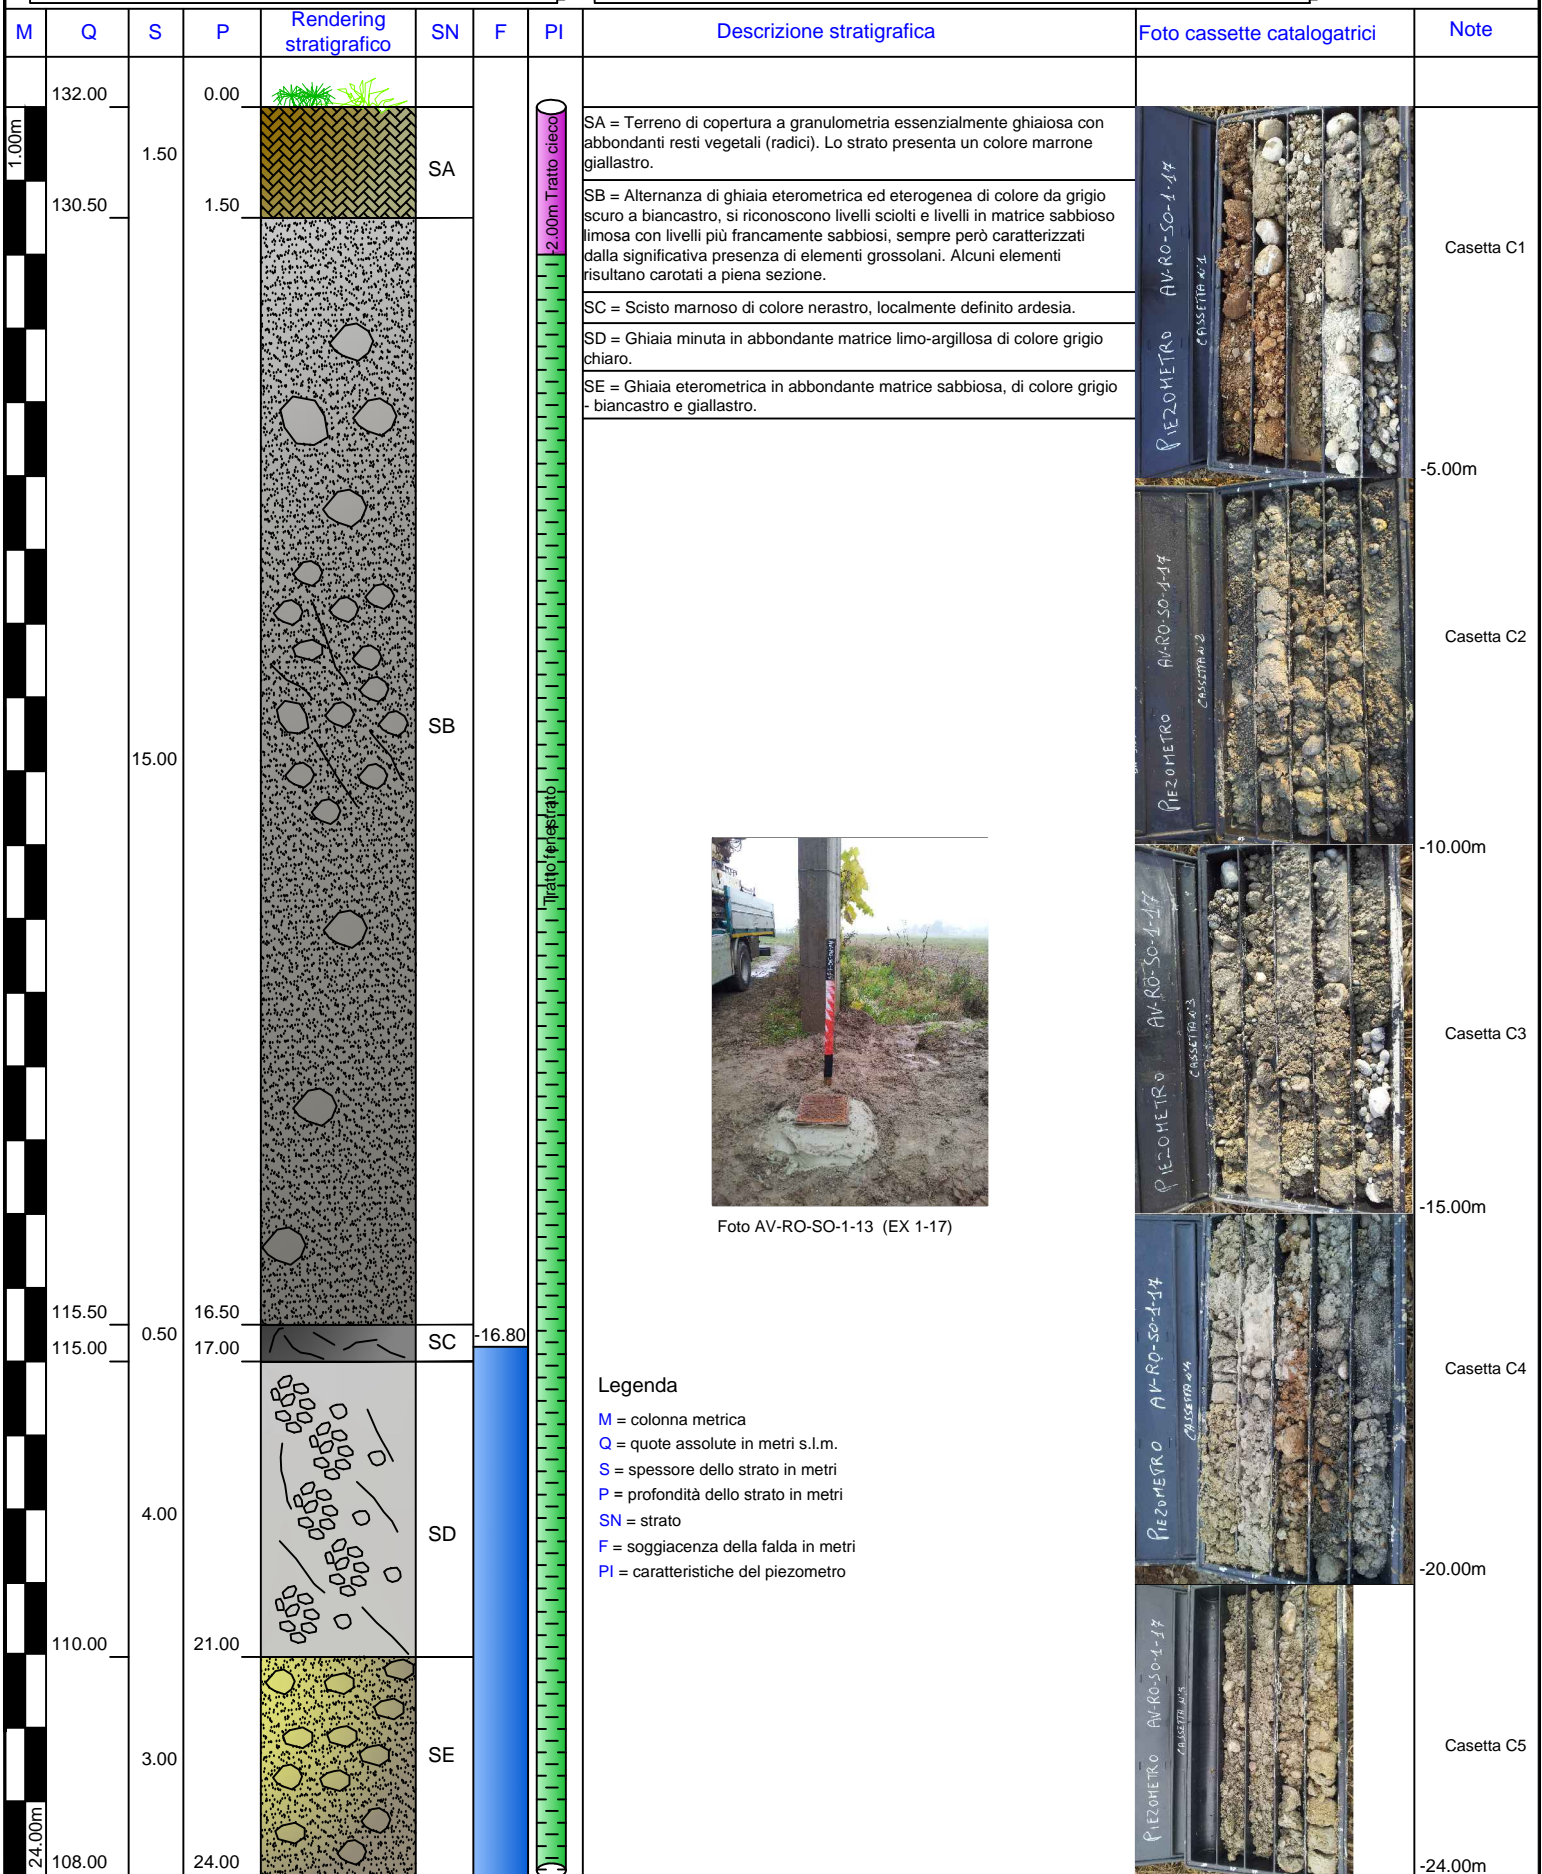 M Q S P Rendering stratigrafico SN F PI Descrizione stratigrafica Foto cassette catalogatrici Note
132.00 0.00
1.00m
1.50
SA
130.50 1.50
-2.00m Tratto cieco
SA = Terreno di copertura a granulometria essenzialmente ghiaiosa con
abbondanti resti vegetali (radici). Lo strato presenta un colore marrone
giallastro.
SB = Alternanza di ghiaia eterometrica ed eterogenea di colore da grigio
scuro a biancastro, si riconoscono livelli sciolti e livelli in matrice sabbioso
limosa con livelli più francamente sabbiosi, sempre però caratterizzati
dalla significativa presenza di elementi grossolani. Alcuni elementi
risultano carotati a piena sezione.
SC = Scisto marnoso di colore nerastro, localmente definito ardesia.
SD = Ghiaia minuta in abbondante matrice limo-argillosa di colore grigio
chiaro.
SE = Ghiaia eterometrica in abbondante matrice sabbiosa, di colore grigio
- biancastro e giallastro.
PIEZOMETRO AV-RO-SO-1-17
CASSETTA N°1
Casetta C1
-5.00m
PIEZOMETRO AV-RO-SO-1-17
CASSETTA N°2
Casetta C2
-10.00m
SB
15.00
Tratto fenestrato
PIEZOMETRO AV-RO-SO-1-17
CASSETTA N°3
Casetta C3
-15.00m
Foto AV-RO-SO-1-13 (EX 1-17)
115.50 16.50
0.50
SC
-16.80
115.00 17.00
PIEZOMETRO AV-RO-SO-1-17
CASSETTA N°4
Casetta C4
-20.00m
Legenda
M = colonna metrica
Q = quote assolute in metri s.l.m.
S = spessore dello strato in metri
P = profondità dello strato in metri
SN = strato
F = soggiacenza della falda in metri
PI = caratteristiche del piezometro
4.00
SD
110.00 21.00
PIEZOMETRO AV-RO-SO-1-17
CASSETTA N°5
Casetta C5
3.00
SE
24.00m
108.00 24.00
-24.00m